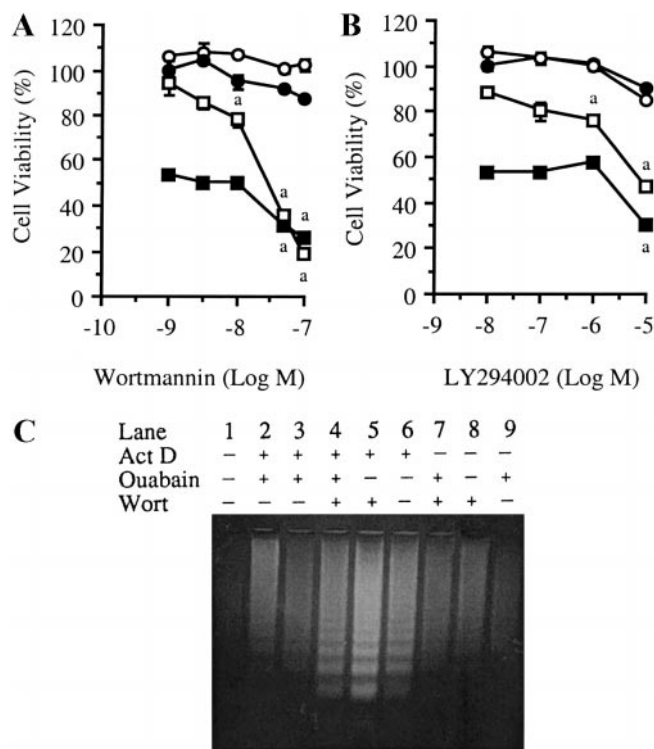 A
120
100
80
60
40
20
0
Cell Viability (%)
a
a
a
a
a
-10 -9 -8 -7
Wortmannin (Log M)
B
120
100
80
60
40
20
0
Cell Viability (%)
a
a
a
-9 -8 -7 -6 -5
LY294002 (Log M)
C
Lane 1 2 3 4 5 6 7 8 9
Act D – + + + + + – – –
Ouabain – + + + – – + – +
Wort – – – + + – + + –